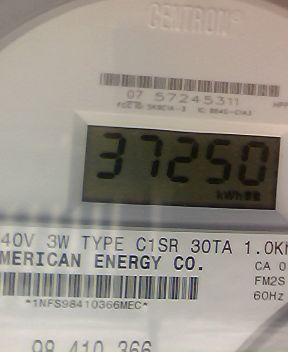 CENTRON®
07 57245311
37250
kWh
40V 3W TYPE C1SR 30TA 1.0K
MERICAN ENERGY CO.
CA 0
FM2S
*1NFS98410366MEC*
60Hz
98 410 366